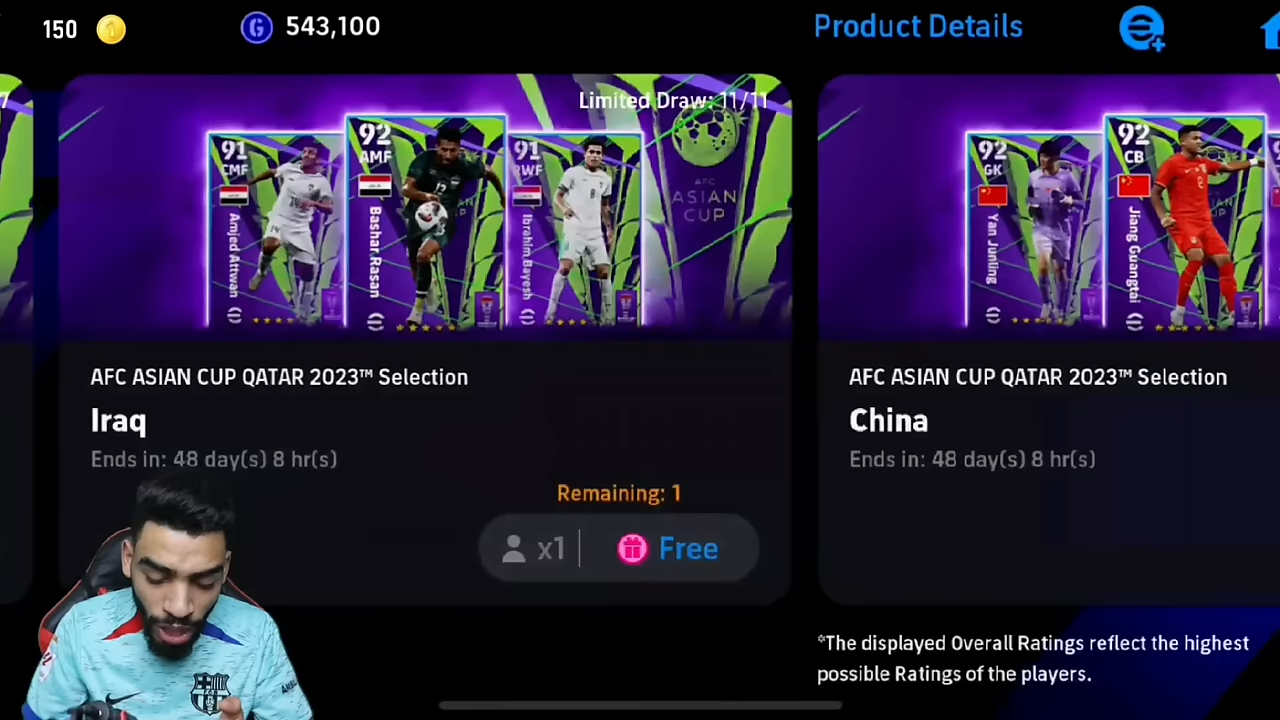 150
543,100
Product Details
7
Limited Draw: 11/11
91
CMF
Amjed Attwan
92
AMF
Bashar Rasan
91
RWF
Ibrahim Bayesh
AFC
ASIAN
CUP
92
GK
Yan Junling
92
CB
Jiang Guangtai
AFC ASIAN CUP QATAR 2023™ Selection
Iraq
Ends in: 48 day(s) 8 hr(s)
Remaining: 1
x1
Free
AFC ASIAN CUP QATAR 2023™ Selection
China
Ends in: 48 day(s) 8 hr(s)
*The displayed Overall Ratings reflect the highest
possible Ratings of the players.